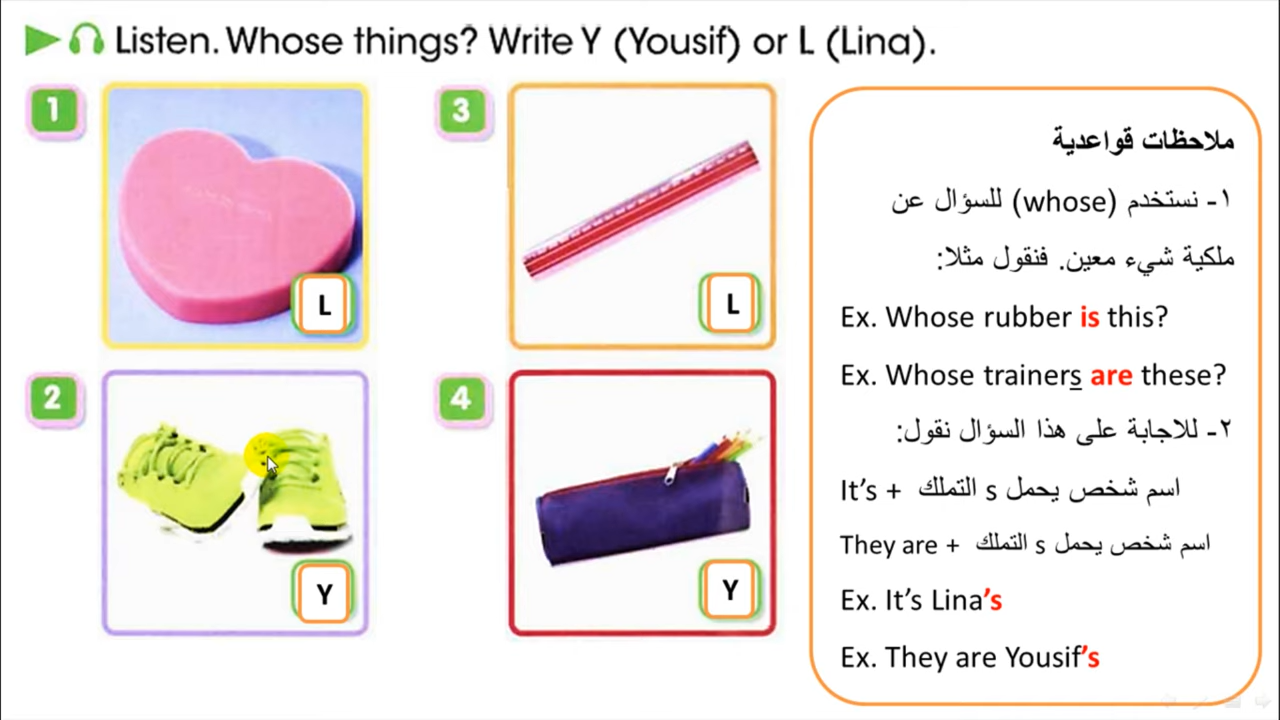 Listen. Whose things? Write Y (Yousif) or L (Lina).
1
L
2
Y
3
L
4
Y
ملاحظات قواعدية
١- نستخدم (whose) للسؤال عن
ملكية شيء معين. فنقول مثلا:
Ex. Whose rubber is this?
Ex. Whose trainers are these?
٢- للاجابة على هذا السؤال نقول:
It’s + اسم شخص يحمل s التملك
They are + اسم شخص يحمل s التملك
Ex. It’s Lina’s
Ex. They are Yousif’s